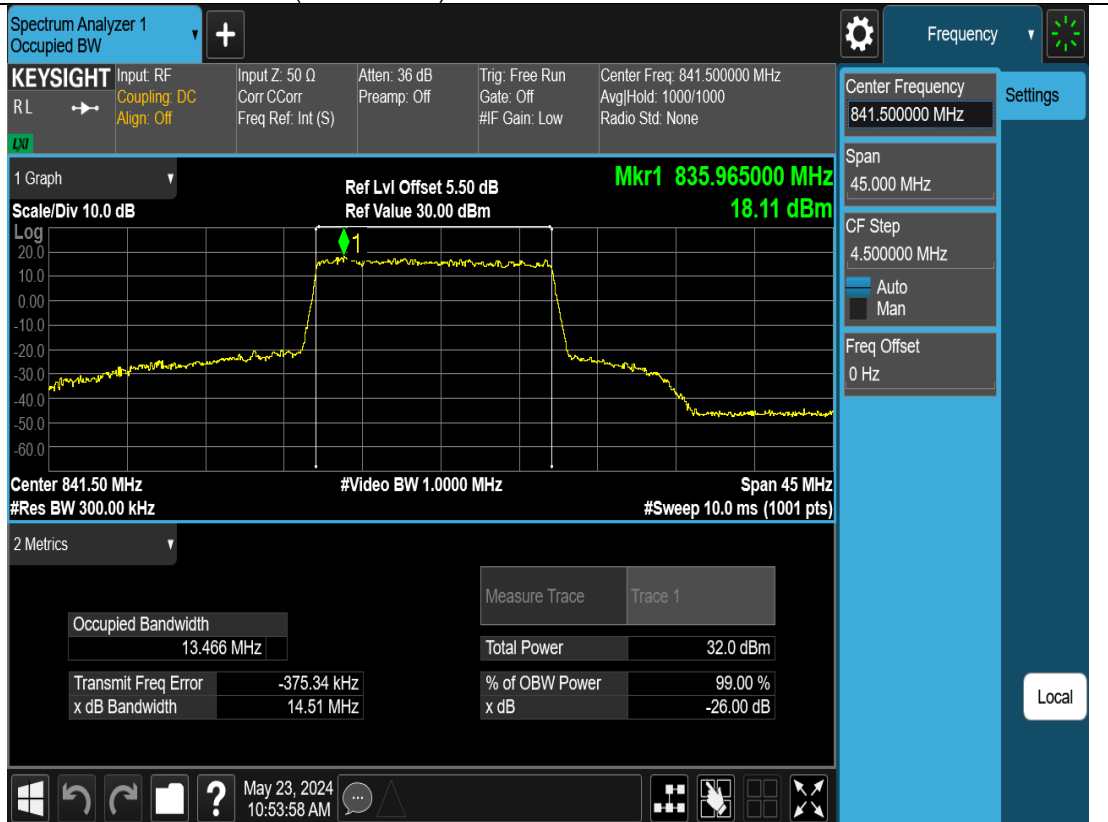 Spectrum Analyzer 1
Occupied BW
+
Frequency
KEYSIGHT
RL
LXI
Input: RF
Coupling: DC
Align: Off
Input Z: 50 Ω
Corr CCorr
Freq Ref: Int (S)
Atten: 36 dB
Preamp: Off
Trig: Free Run
Gate: Off
#IF Gain: Low
Center Freq: 841.500000 MHz
Avg|Hold: 1000/1000
Radio Std: None
Center Frequency
841.500000 MHz
Settings
Span
45.000 MHz
CF Step
4.500000 MHz
Auto
Man
Freq Offset
0 Hz
Local
1 Graph
Scale/Div 10.0 dB
Ref Lvl Offset 5.50 dB
Ref Value 30.00 dBm
Mkr1 835.965000 MHz
18.11 dBm
Log
1
20.0
10.0
0.00
-10.0
-20.0
-30.0
-40.0
-50.0
-60.0
Center 841.50 MHz
#Video BW 1.0000 MHz
Span 45 MHz
#Res BW 300.00 kHz
#Sweep 10.0 ms (1001 pts)
2 Metrics
Measure Trace Trace 1
Occupied Bandwidth
13.466 MHz
Total Power 32.0 dBm
Transmit Freq Error -375.34 kHz
% of OBW Power 99.00 %
x dB Bandwidth 14.51 MHz
x dB -26.00 dB
?
May 23, 2024
10:53:58 AM